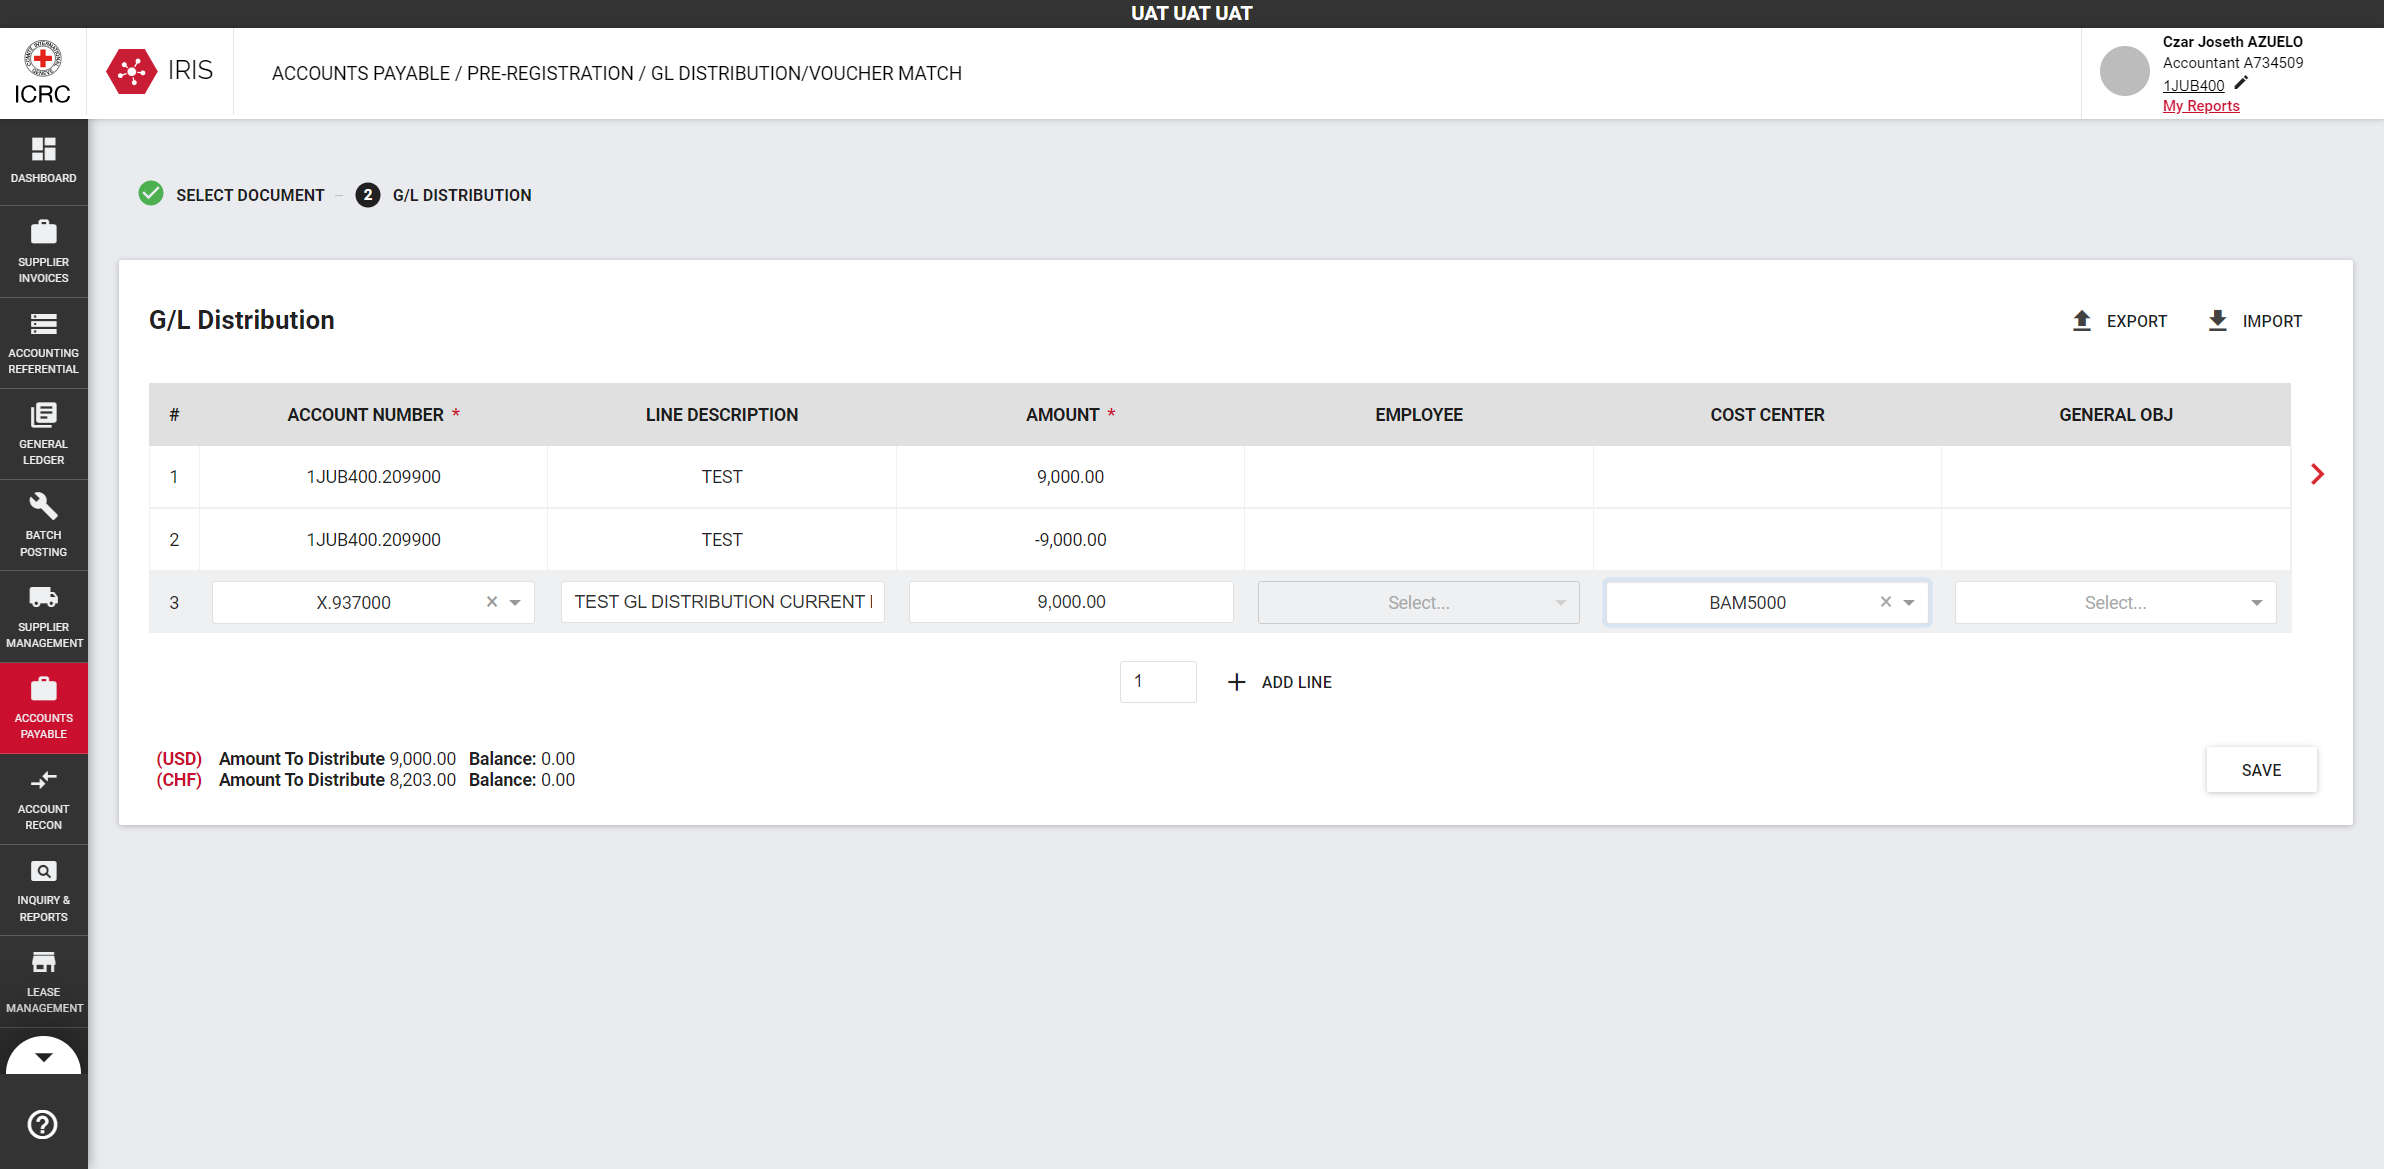 UAT UAT UAT
ICRC
IRIS
ACCOUNTS PAYABLE / PRE-REGISTRATION / GL DISTRIBUTION/VOUCHER MATCH
Czar Joseth AZUELO
Accountant A734509
1JUB400
My Reports
DASHBOARD
SUPPLIER
INVOICES
ACCOUNTING
REFERENTIAL
GENERAL
LEDGER
BATCH
POSTING
SUPPLIER
MANAGEMENT
ACCOUNTS
PAYABLE
ACCOUNT
RECON
INQUIRY &
REPORTS
LEASE
MANAGEMENT
SELECT DOCUMENT – 2 G/L DISTRIBUTION
G/L Distribution
EXPORT IMPORT
# ACCOUNT NUMBER * LINE DESCRIPTION AMOUNT * EMPLOYEE COST CENTER GENERAL OBJ
1 1JUB400.209900 TEST 9,000.00
2 1JUB400.209900 TEST -9,000.00
3 X.937000 × TEST GL DISTRIBUTION CURRENT 9,000.00 Select... BAM5000 × Select...
1 + ADD LINE
(USD) Amount To Distribute 9,000.00 Balance: 0.00
(CHF) Amount To Distribute 8,203.00 Balance: 0.00
SAVE